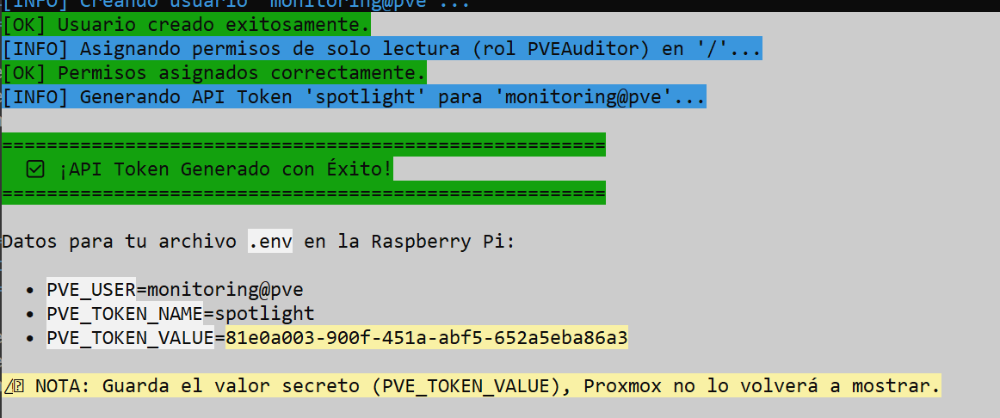 [INFO] Creando usuario 'monitoring@pve'...
[OK] Usuario creado exitosamente.
[INFO] Asignando permisos de solo lectura (rol PVEAuditor) en '/'...
[OK] Permisos asignados correctamente.
[INFO] Generando API Token 'spotlight' para 'monitoring@pve'...
======================================================
☑ ¡API Token Generado con Éxito!
======================================================
Datos para tu archivo .env en la Raspberry Pi:
• PVE_USER=monitoring@pve
• PVE_TOKEN_NAME=spotlight
• PVE_TOKEN_VALUE=81e0a003-900f-451a-abf5-652a5eba86a3
NOTA: Guarda el valor secreto (PVE_TOKEN_VALUE), Proxmox no lo volverá a mostrar.